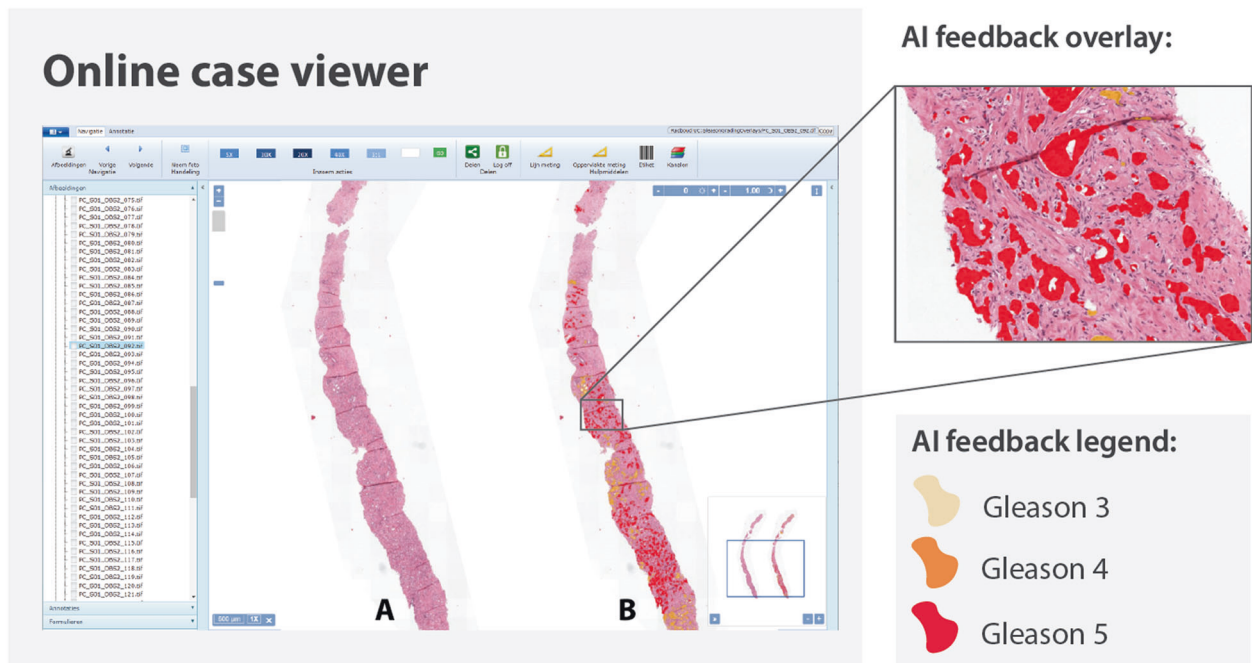 Online case viewer
AI feedback overlay:
Navigatie Annotatie
Afbeeldingen
Vorige
Volgende
Navigatie
Neem foto
Handeling
5X
10X
20X
40X
Inzoom acties
Delen
Log off
Delen
Lijn meting
Oppervlakte meting
Hulpmiddelen
Etiket
Kanalen
Afbeeldingen
PC_S01_OBS2_075.tif
PC_S01_OBS2_076.tif
PC_S01_OBS2_077.tif
PC_S01_OBS2_078.tif
PC_S01_OBS2_079.tif
PC_S01_OBS2_080.tif
PC_S01_OBS2_081.tif
PC_S01_OBS2_082.tif
PC_S01_OBS2_083.tif
PC_S01_OBS2_084.tif
PC_S01_OBS2_085.tif
PC_S01_OBS2_086.tif
PC_S01_OBS2_087.tif
PC_S01_OBS2_088.tif
PC_S01_OBS2_089.tif
PC_S01_OBS2_090.tif
PC_S01_OBS2_091.tif
PC_S01_OBS2_092.tif
PC_S01_OBS2_093.tif
PC_S01_OBS2_094.tif
PC_S01_OBS2_095.tif
PC_S01_OBS2_096.tif
PC_S01_OBS2_097.tif
PC_S01_OBS2_098.tif
PC_S01_OBS2_099.tif
PC_S01_OBS2_100.tif
PC_S01_OBS2_101.tif
PC_S01_OBS2_102.tif
PC_S01_OBS2_103.tif
PC_S01_OBS2_104.tif
PC_S01_OBS2_105.tif
PC_S01_OBS2_106.tif
PC_S01_OBS2_107.tif
PC_S01_OBS2_108.tif
PC_S01_OBS2_109.tif
PC_S01_OBS2_110.tif
PC_S01_OBS2_111.tif
PC_S01_OBS2_112.tif
PC_S01_OBS2_113.tif
PC_S01_OBS2_114.tif
PC_S01_OBS2_115.tif
PC_S01_OBS2_116.tif
PC_S01_OBS2_117.tif
PC_S01_OBS2_118.tif
PC_S01_OBS2_119.tif
PC_S01_OBS2_120.tif
PC_S01_OBS2_121.tif
Annotaties
Formulieren
0
1.00
A
B
500 µm 1X
AI feedback legend:
Gleason 3
Gleason 4
Gleason 5